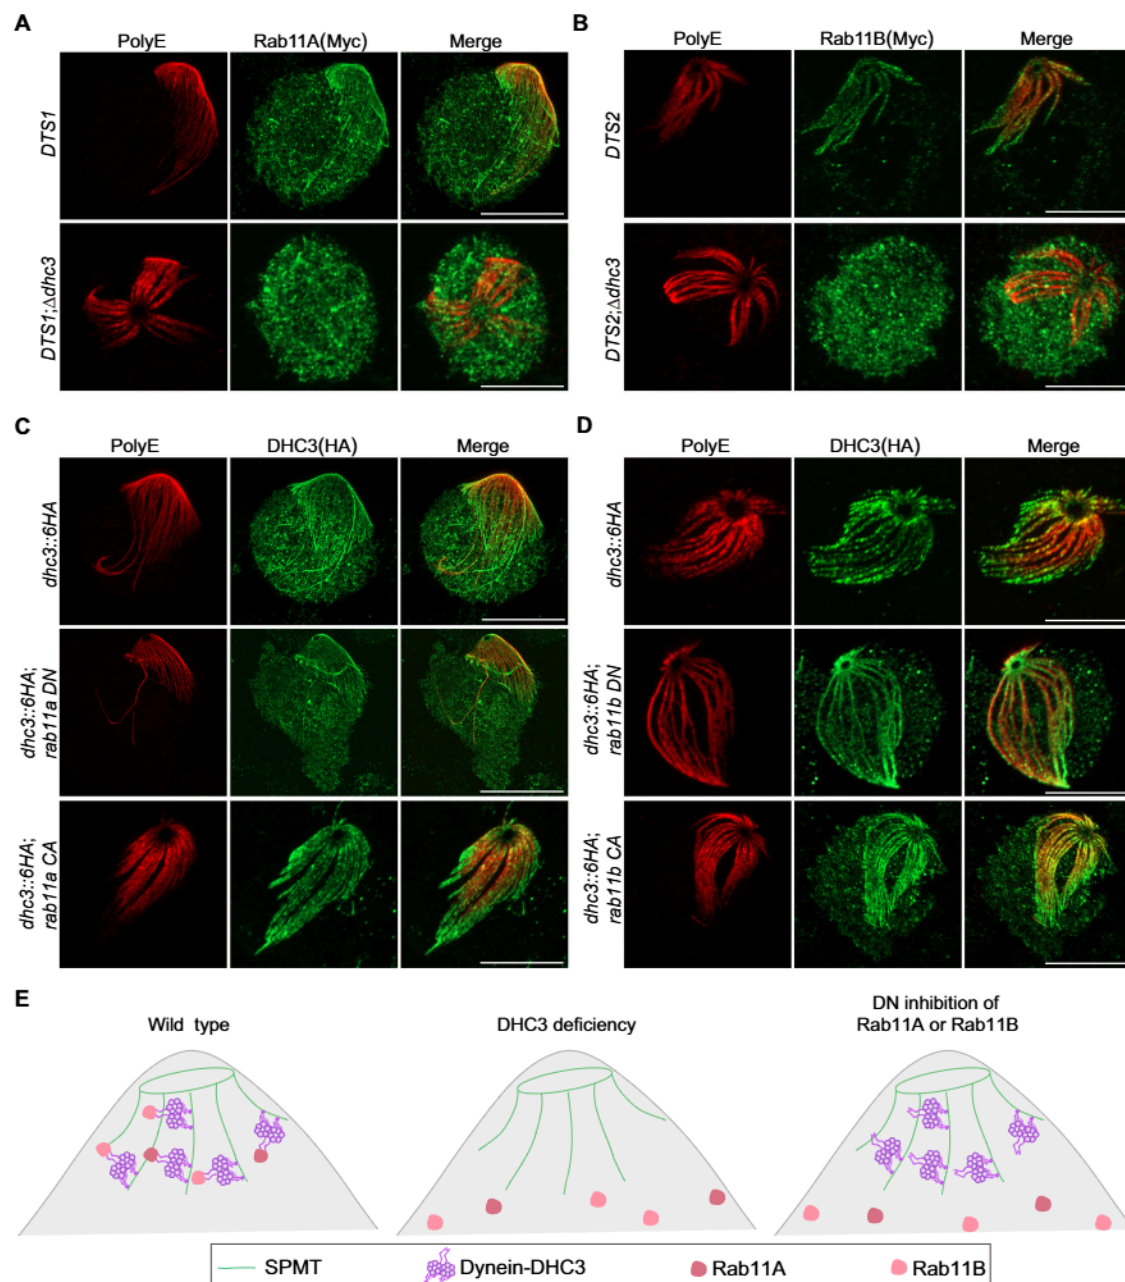 A
PolyE
Rab11A(Myc)
Merge
DTS1
DTS1;Δdhc3
B
PolyE
Rab11B(Myc)
Merge
DTS2
DTS2;Δdhc3
C
PolyE
DHC3(HA)
Merge
dhc3::6HA
dhc3::6HA;
rab11a DN
dhc3::6HA;
rab11a CA
D
PolyE
DHC3(HA)
Merge
dhc3::6HA
dhc3::6HA;
rab11b DN
dhc3::6HA;
rab11b CA
E
Wild type
DHC3 deficiency
DN inhibition of
Rab11A or Rab11B
SPMT
Dynein-DHC3
Rab11A
Rab11B